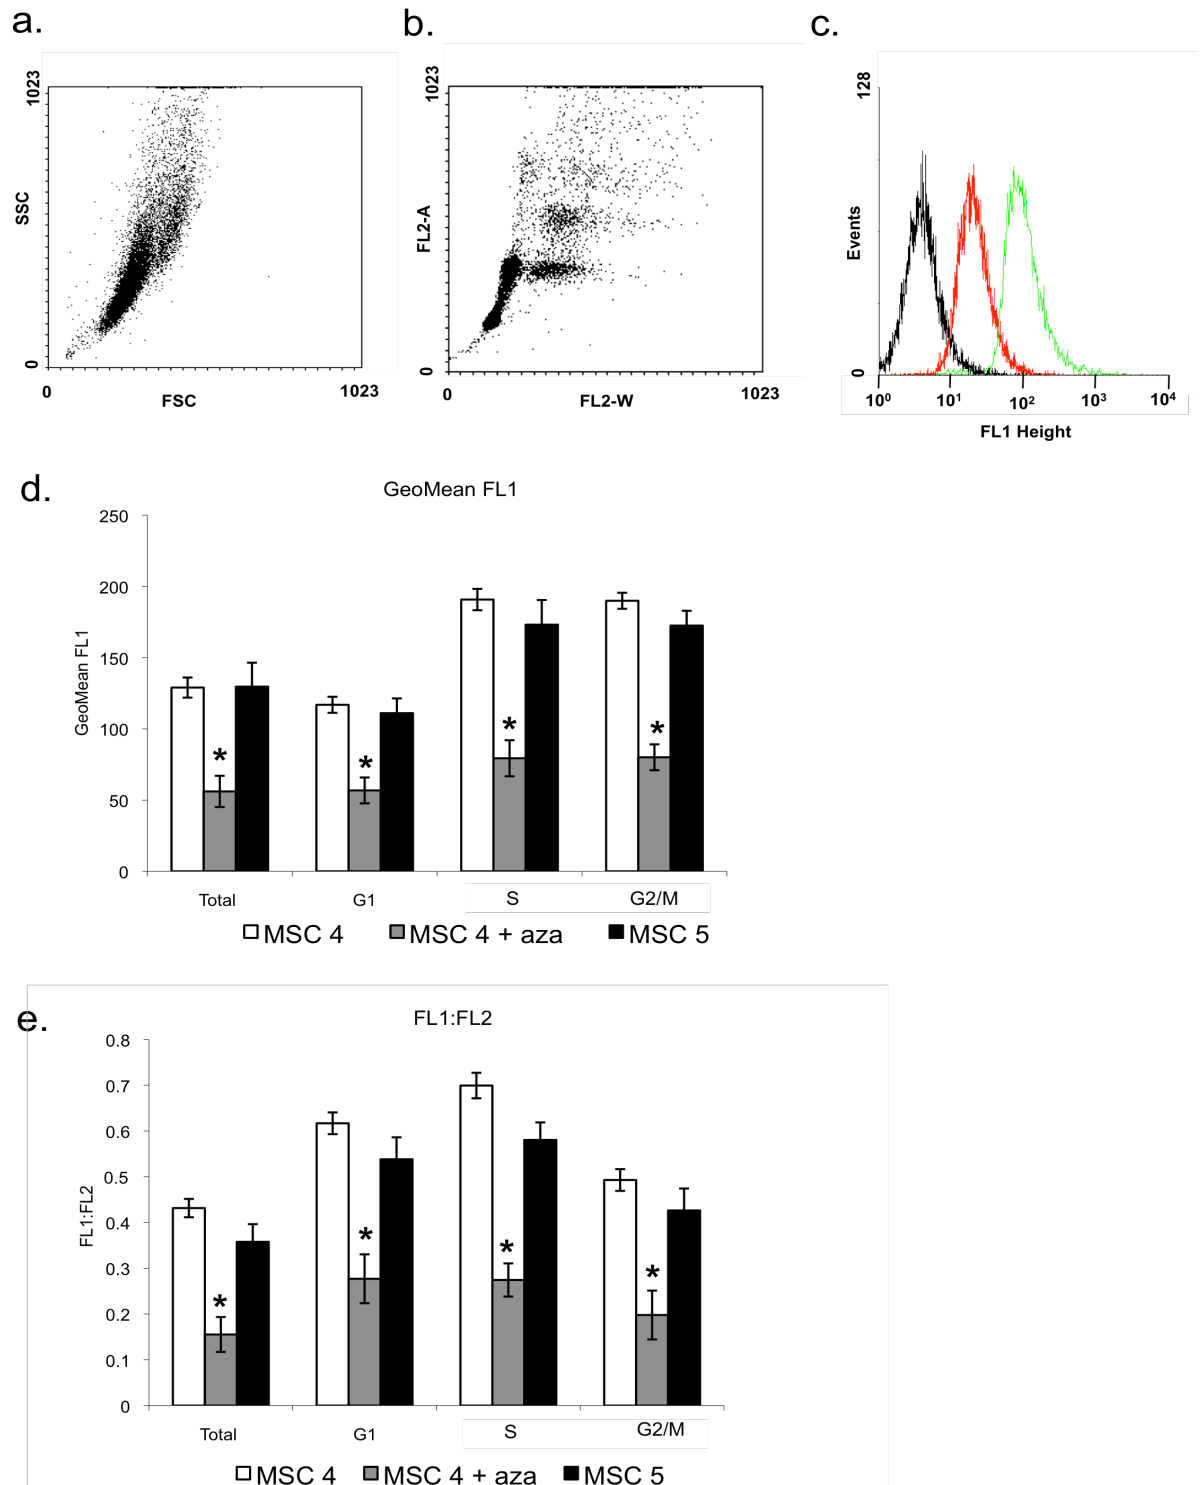 a.
1023
SSC
0
0
FSC
1023
b.
1023
FL2-A
0
0
FL2-W
1023
c.
128
Events
0
10⁰ 10¹ 10² 10³ 10⁴
FL1 Height
d.
GeoMean FL1
250
200
150
100
50
0
GeoMean FL1
* * * *
Total G1 S G2/M
MSC 4 MSC 4 + aza MSC 5
e.
FL1:FL2
0.8
0.7
0.6
0.5
0.4
0.3
0.2
0.1
0
FL1:FL2
* * * *
Total G1 S G2/M
MSC 4 MSC 4 + aza MSC 5